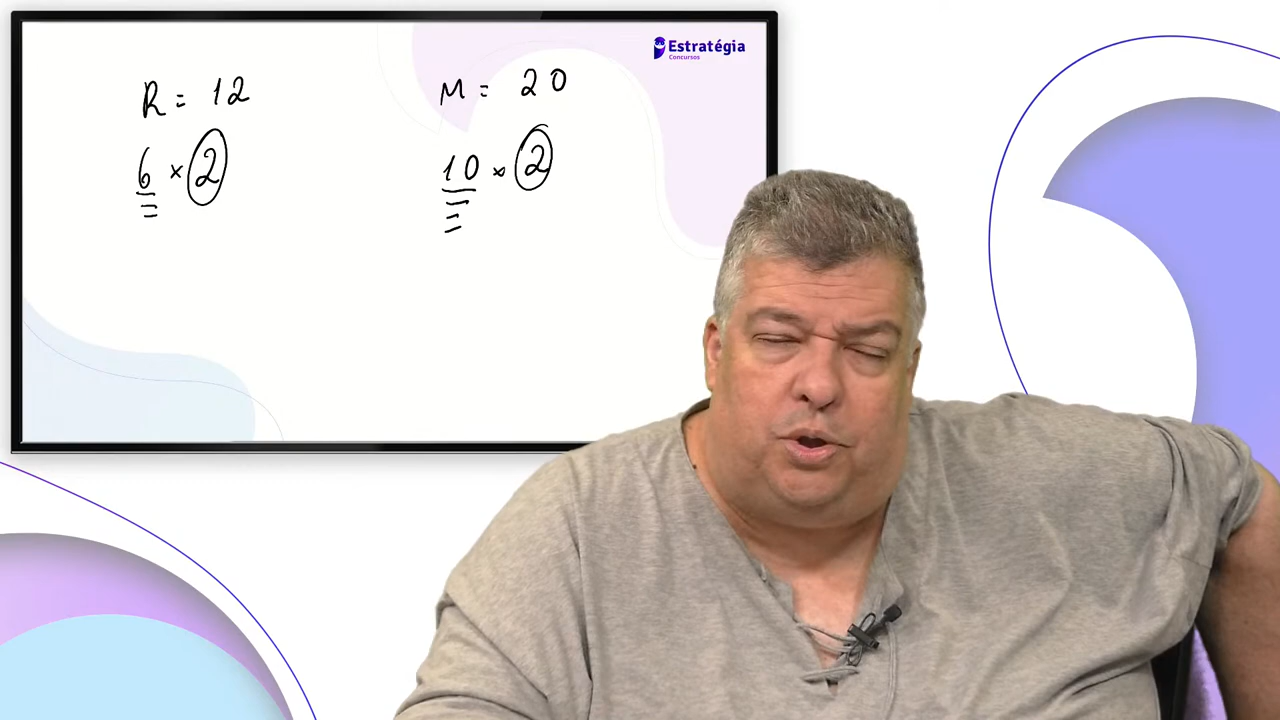 Estratégia
Concursos
R = 12
M = 20
6 × 2
10 × 2